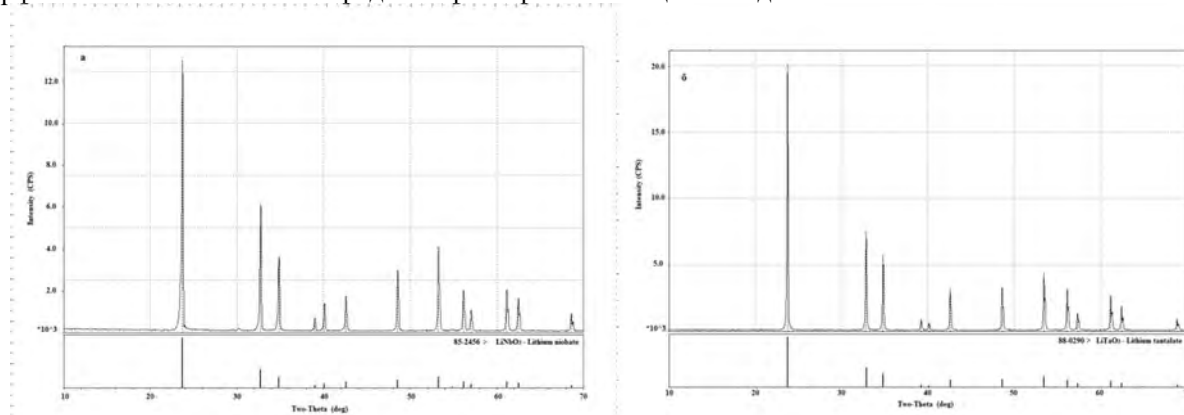 а
12.0
10.0
8.0
6.0
4.0
2.0
*10^3
Intensity (CPS)
85-2456 > LiNbO3 - Lithium niobate
10 20 30 40 50 60 70
Two-Theta (deg)
б
20.0
15.0
10.0
5.0
*10^3
Intensity (CPS)
88-0290 > LiTaO3 - Lithium tantalate
10 20 30 40 50 60
Two-Theta (deg)